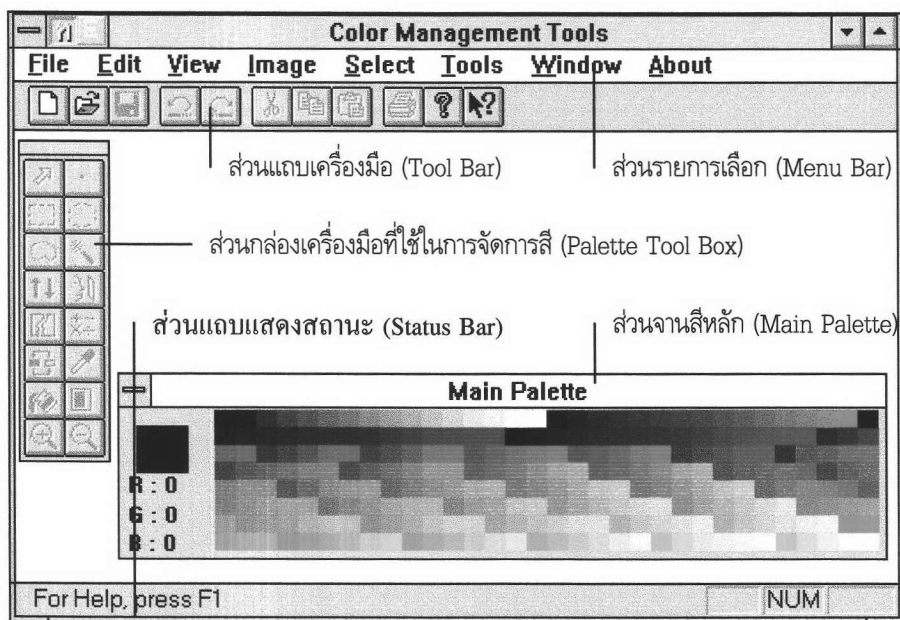 Color Management Tools
File Edit View Image Select Tools Window About
ส่วนแถบเครื่องมือ (Tool Bar)
ส่วนรายการเลือก (Menu Bar)
ส่วนกล่องเครื่องมือที่ใช้ในการจัดการสี (Palette Tool Box)
ส่วนแถบแสดงสถานะ (Status Bar)
ส่วนจานสีหลัก (Main Palette)
Main Palette
R : 0
G : 0
B : 0
For Help, press F1
NUM